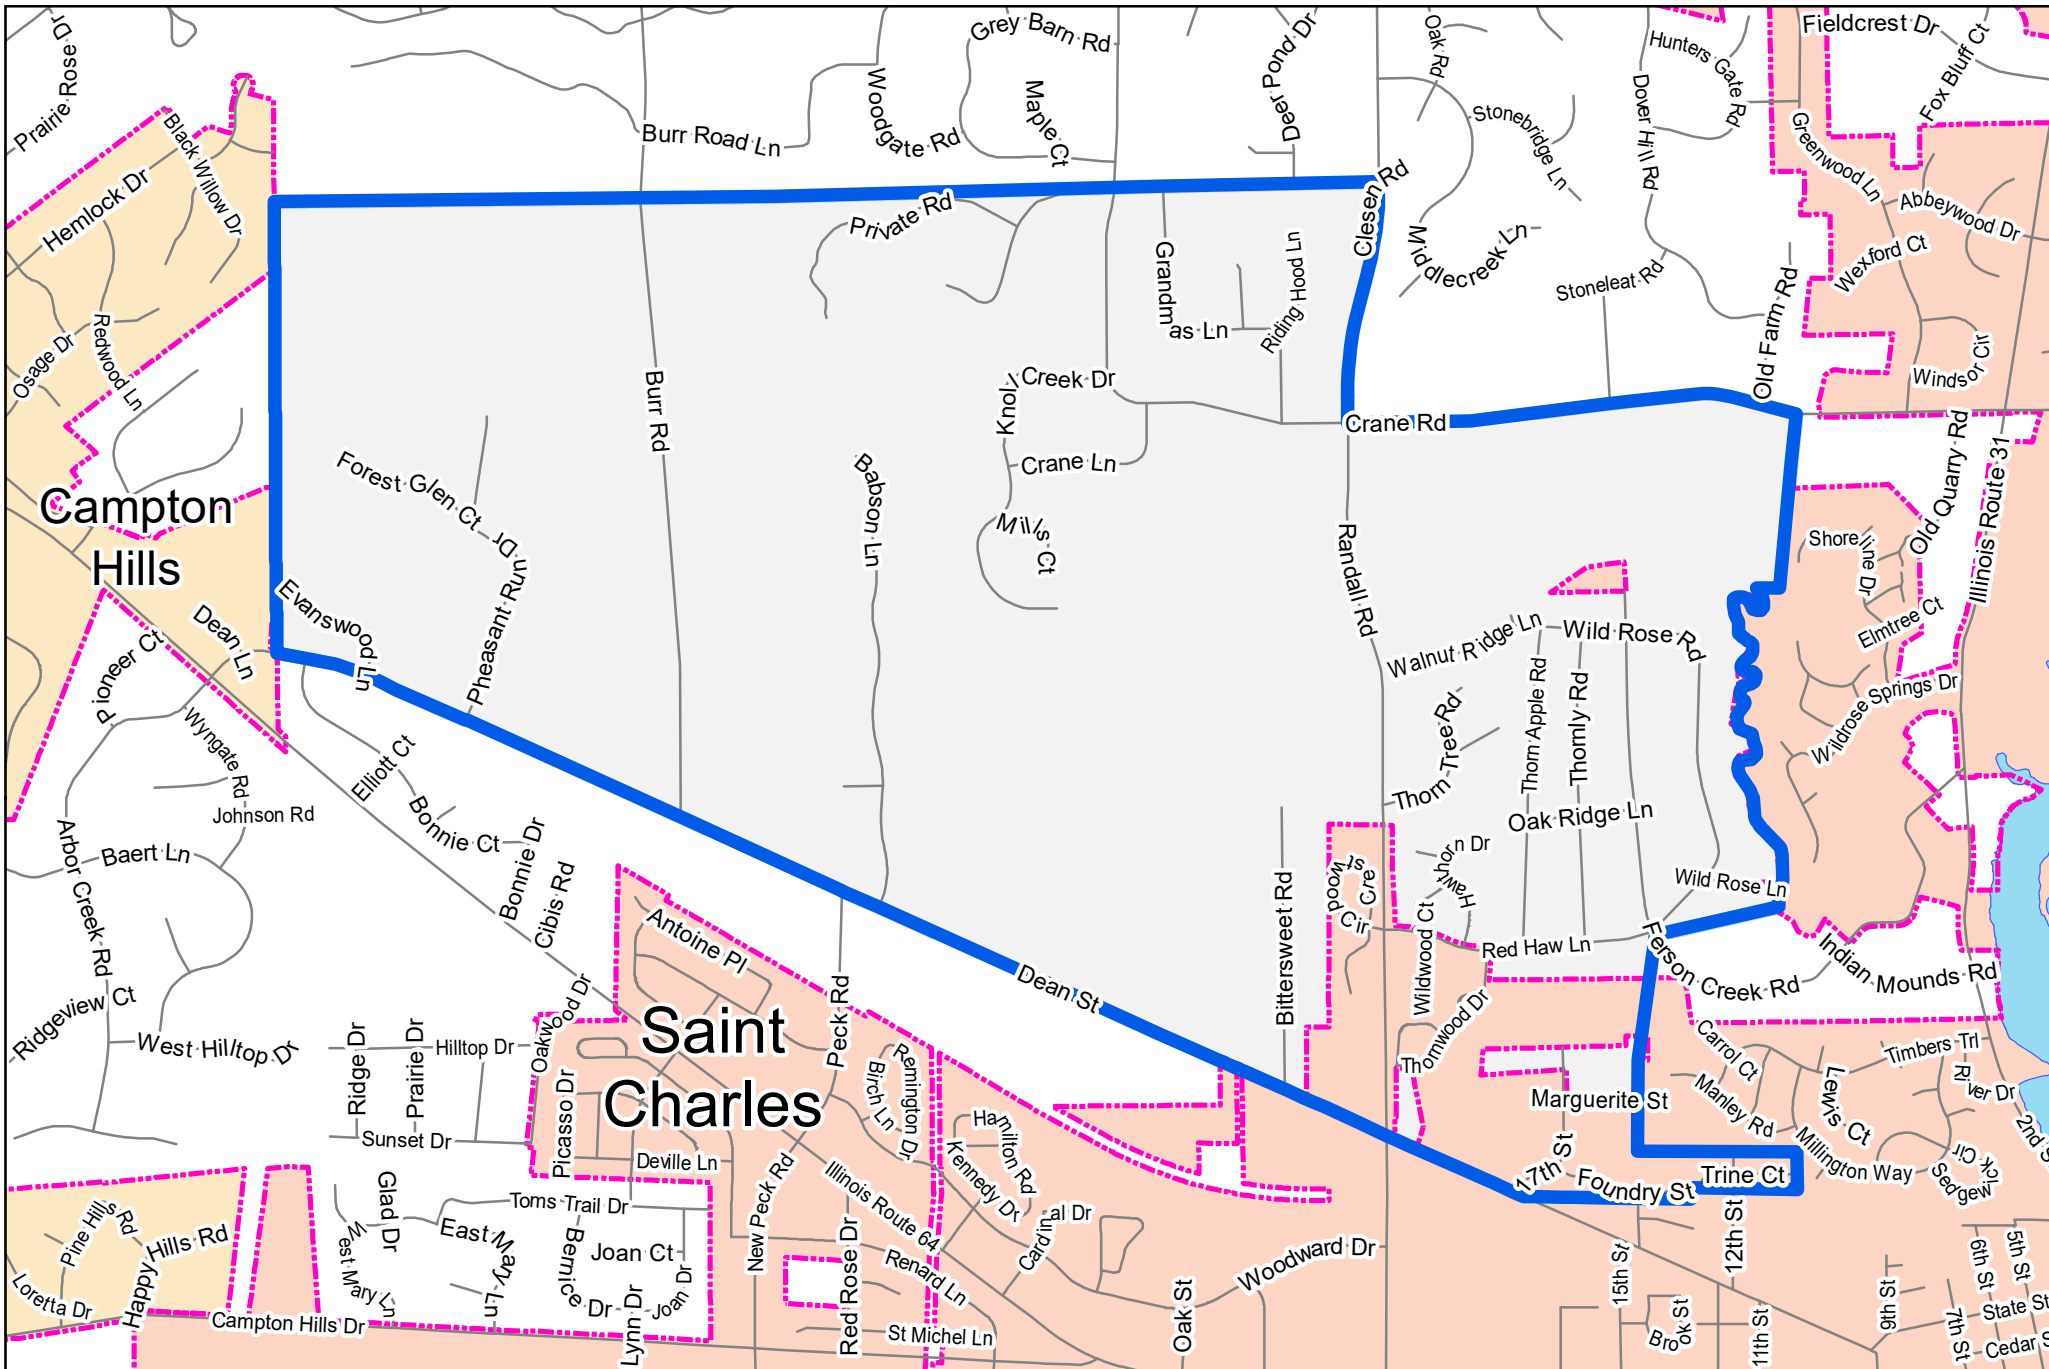 Prairie Rose Dr
Grey Barn Rd
Deer Pond Dr
Oak Rd
Hunters Gate Rd
Fieldcrest Dr
Fox Bluff Ct
Black Willow Dr
Burr Road Ln
Woodgate Rd
Maple Ct
Stonebridge Ln
Dover Hill Rd
Greenwood Ln
Hemlock Dr
Private Rd
Clesen Rd
Abbeywood Dr
Grandmas Ln
Riding Hood Ln
Middlecreek Ln
Stoneleat Rd
Wexford Ct
Old Farm Rd
Osage Dr
Redwood Ln
Burr Rd
Knoll Creek Dr
Crane Rd
Windsor Cir
Forest Glen Ct
Babson Ln
Crane Ln
Old Quarry Rd
Illinois Route 31
Campton
Hills
Pheasant Run Dr
Mills Ct
Randall Rd
Shoreline Dr
Elmtree Ct
Evanswood Ln
Dean Ln
Pioneer Ct
Walnut Ridge Ln
Wild Rose Rd
Thorn Apple Rd
Thornly Rd
Wildrose Springs Dr
Wyngate Rd
Elliott Ct
Thorn Tree Rd
Johnson Rd
Bonnie Ct
Bonnie Dr
Oak Ridge Ln
Arbor Creek Rd
Baert Ln
Cibis Rd
Bittersweet Rd
Crestwood Cir
Hawthorn Dr
Wild Rose Ln
Antoine Pl
Wildwood Ct
Red Haw Ln
Ferson Creek Rd
Indian Mounds Rd
Ridgeview Ct
Peck Rd
Dean St
Oakwood Dr
Saint
Charles
West Hilltop Dr
Ridge Dr
Prairie Dr
Hilltop Dr
Thornwood Dr
Carrol Ct
Timbers Trl
Picasso Dr
Birch Ln
Remington Dr
Marguerite St
Manley Rd
Lewis Ct
River Dr
Sunset Dr
Deville Ln
Hamilton Rd
Kennedy Dr
17th St
Foundry St
Trine Ct
Millington Way
Sedgewick Cir
2nd S
Glad Dr
Toms Trail Dr
New Peck Rd
Illinois Route 64
Cardinal Dr
Pine Hills Rd
Happy Hills Rd
West Mary Ln
East Mary Ln
Bernice Dr
Joan Ct
Joan Dr
Red Rose Dr
Renard Ln
Woodward Dr
15th St
12th St
6th St
5th St
Loretta Dr
Campton Hills Dr
Lynn Dr
St Michel Ln
Oak St
Brook St
11th St
9th St
7th St
State St
Cedar S